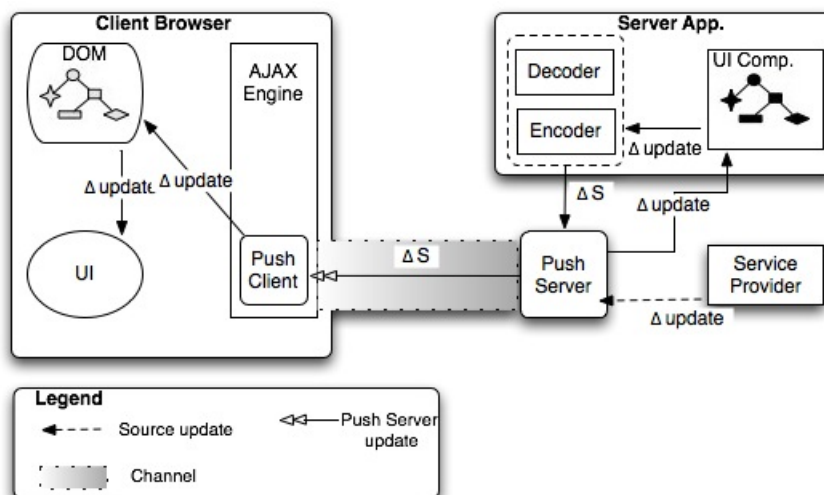 Client Browser
DOM
AJAX
Engine
Δ update
Δ update
UI
Push
Client
Δ S
Server App.
Decoder
Encoder
UI Comp.
Δ update
Δ S
Δ update
Push
Server
Service
Provider
Δ update
Legend
Source update
Push Server
update
Channel